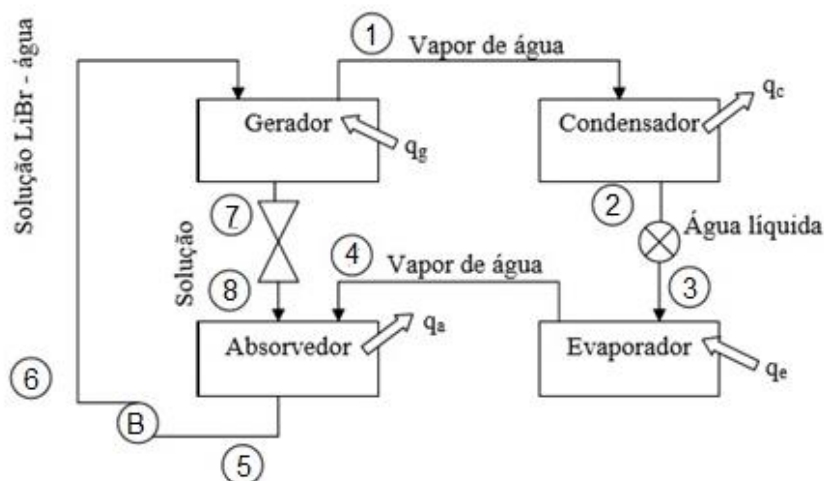 1
Vapor de água
Solução LiBr - água
Gerador
q_g
Condensador
q_c
7
2
Água líquida
Solução
4
Vapor de água
3
8
Absorvedor
q_a
Evaporador
q_e
6
B
5